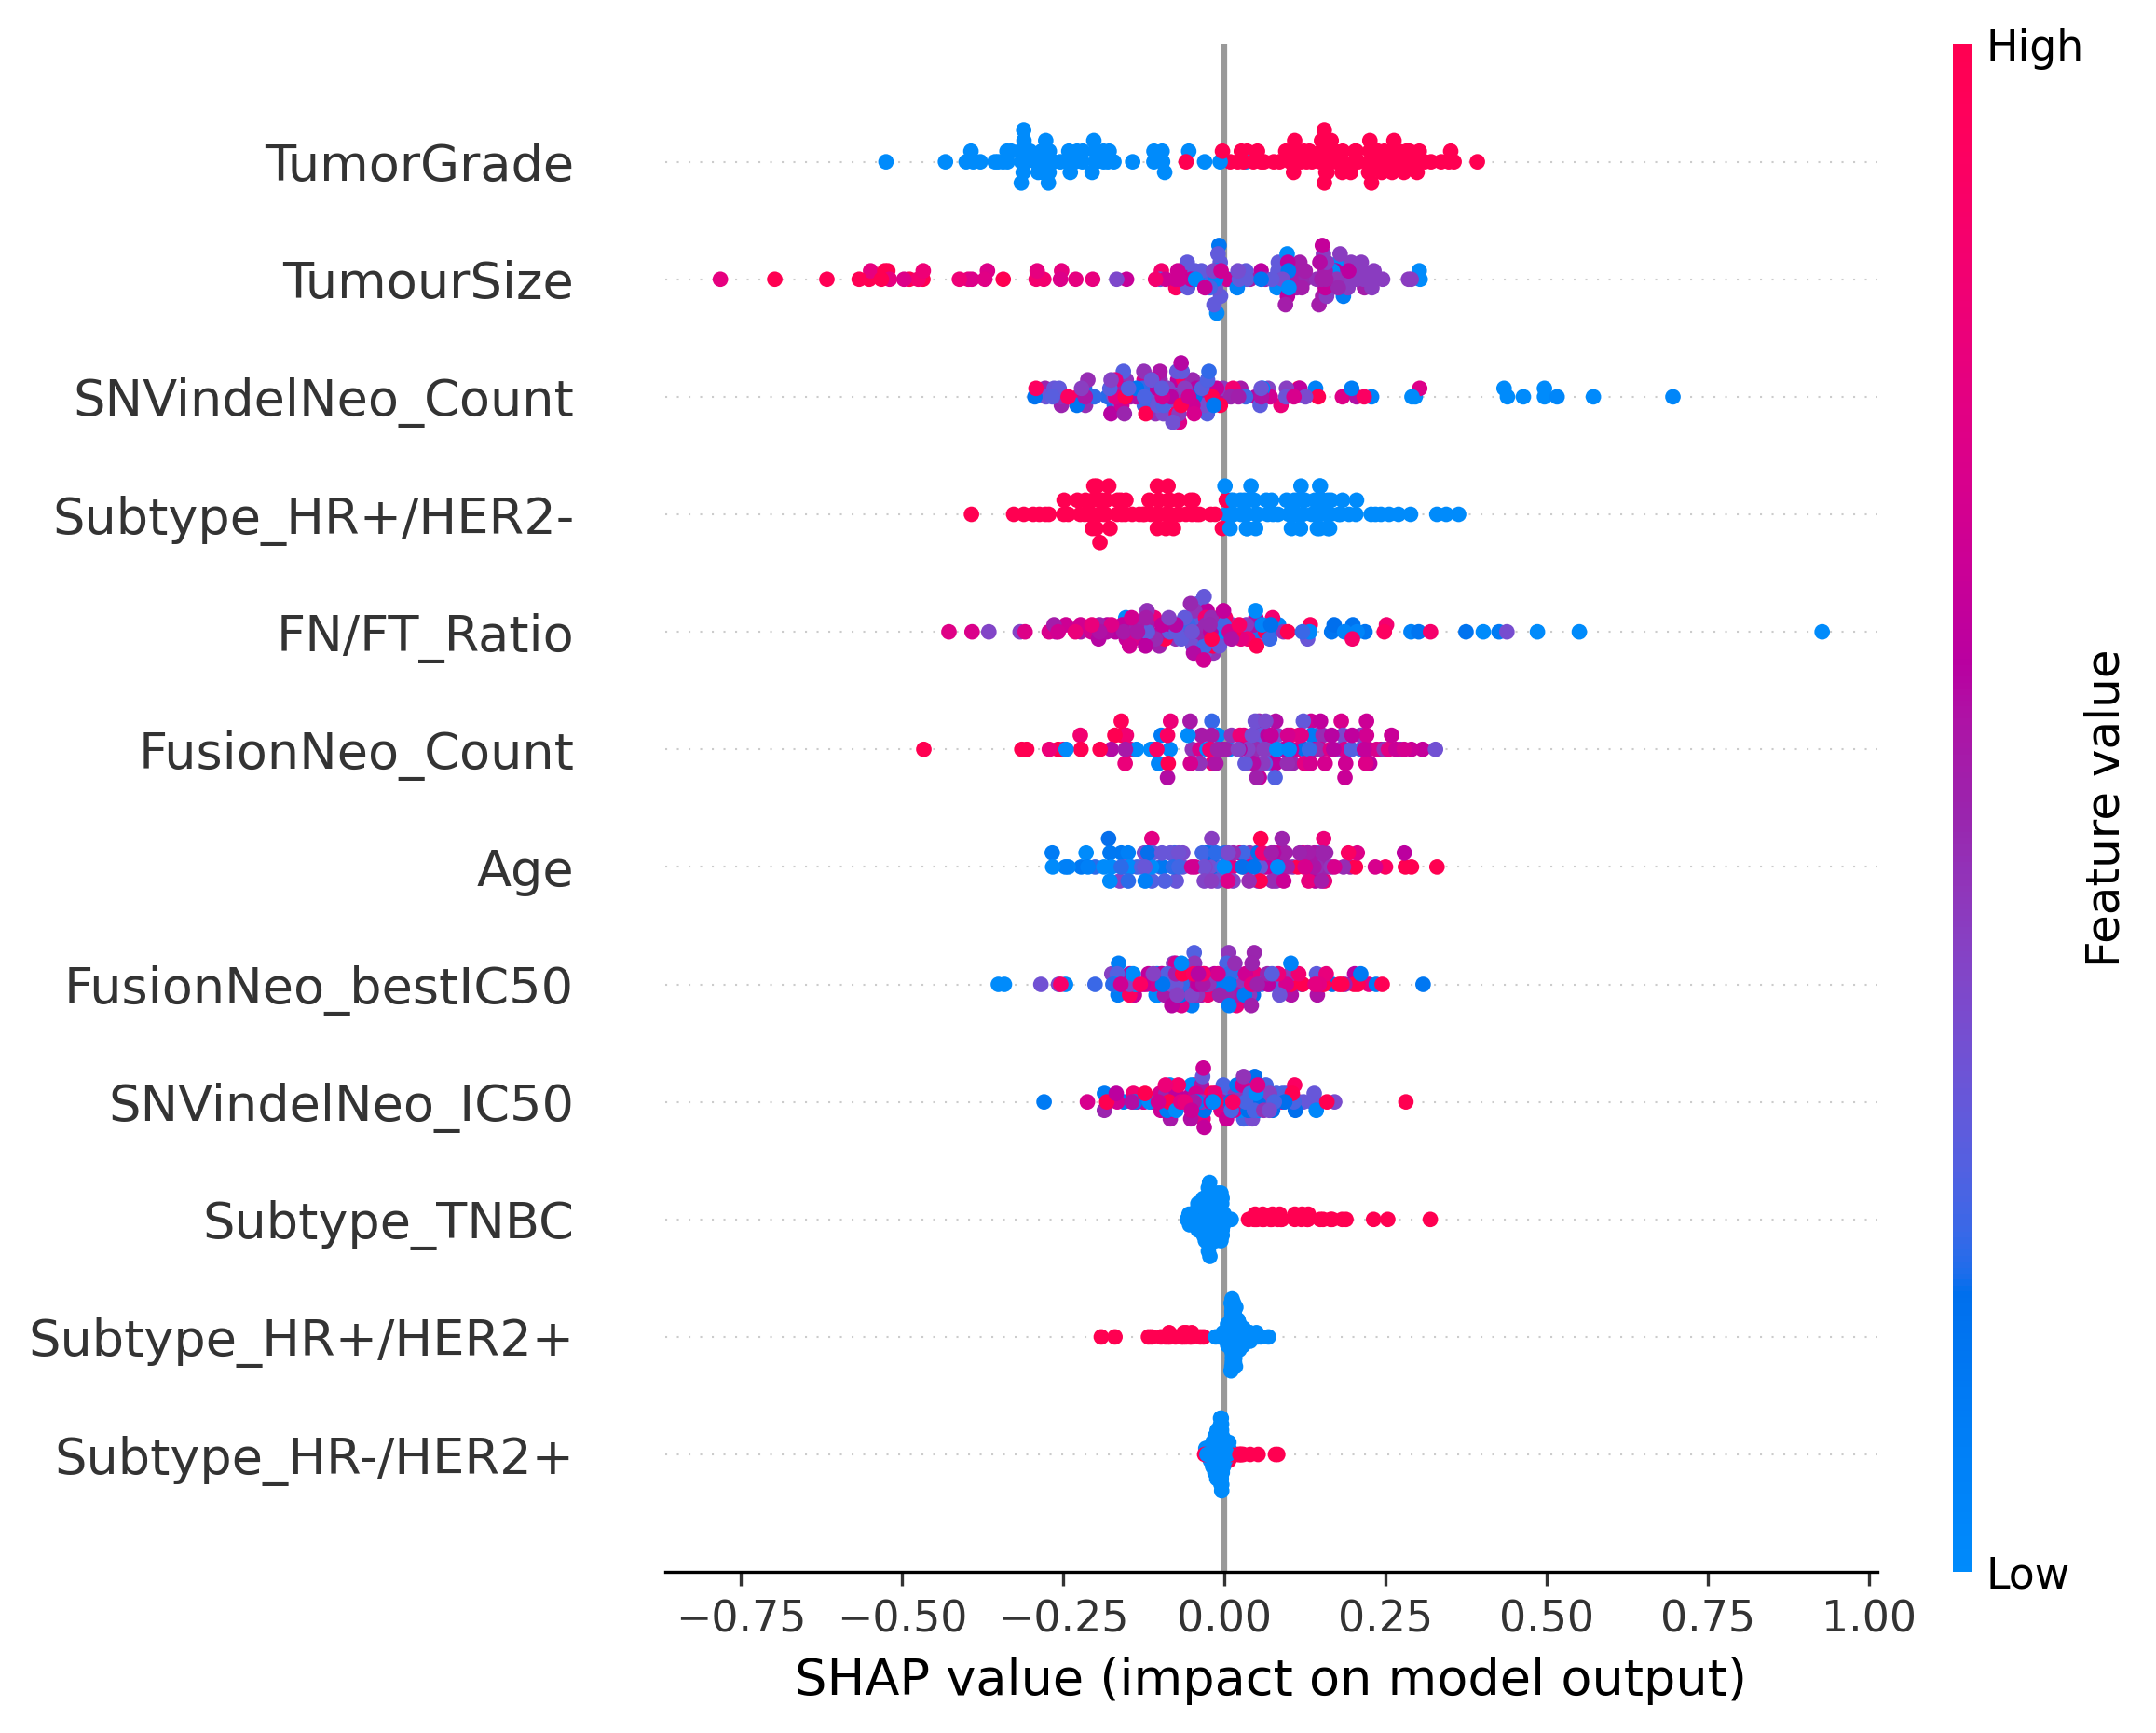 High
TumorGrade
TumourSize
SNVindelNeo_Count
Subtype_HR+/HER2-
FN/FT_Ratio
FusionNeo_Count
Age
FusionNeo_bestIC50
SNVindelNeo_IC50
Subtype_TNBC
Subtype_HR+/HER2+
Subtype_HR-/HER2+
Feature value
Low
−0.75 −0.50 −0.25 0.00 0.25 0.50 0.75 1.00
SHAP value (impact on model output)